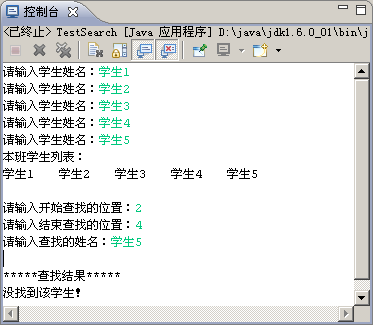 控制台
<已终止> TestSearch [Java 应用程序] D:\java\jdk1.6.0_01\bin\j
请输入学生姓名：学生1
请输入学生姓名：学生2
请输入学生姓名：学生3
请输入学生姓名：学生4
请输入学生姓名：学生5
本班学生列表：
学生1 学生2 学生3 学生4 学生5
请输入开始查找的位置：2
请输入结束查找的位置：4
请输入查找的姓名：学生5
*****查找结果*****
没找到该学生！